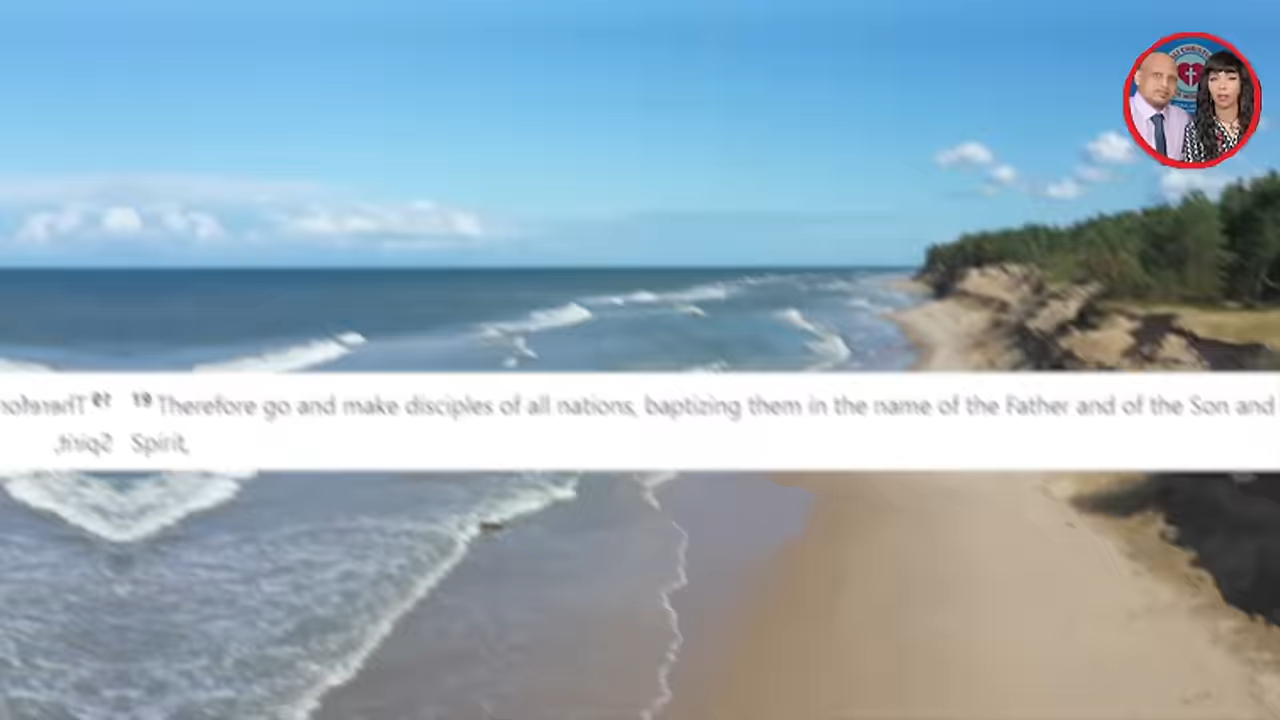 19 Therefore go and make disciples of all nations, baptizing them in the name of the Father and of the Son and
Spirit,